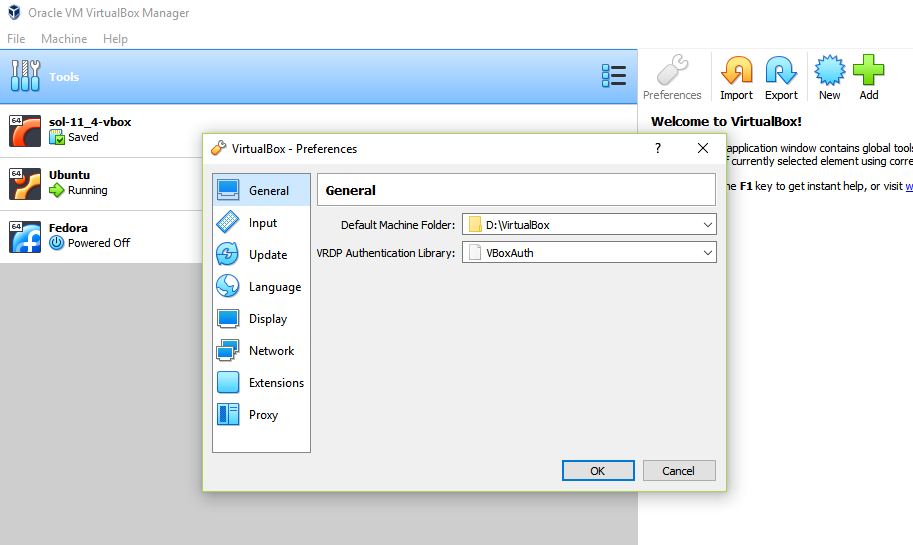 Oracle VM VirtualBox Manager
File Machine Help
Tools
Preferences Import Export New Add
64
sol-11_4-vbox
Saved
64
Ubuntu
Running
64
Fedora
Powered Off
Welcome to VirtualBox!
application window contains global tools
f currently selected element using corre
e F1 key to get instant help, or visit w
VirtualBox - Preferences
?
General
Input
Update
Language
Display
Network
Extensions
Proxy
General
Default Machine Folder: D:\VirtualBox
VRDP Authentication Library: VBoxAuth
OK Cancel